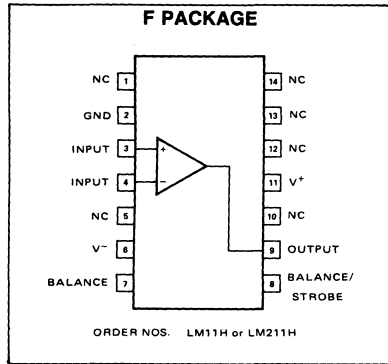 F PACKAGE
NC 1
14 NC
GND 2
13 NC
INPUT 3 +
12 NC
INPUT 4 −
11 V+
NC 5
10 NC
V− 6
9 OUTPUT
BALANCE 7
8 BALANCE/
STROBE
ORDER NOS. LM11H or LM211H